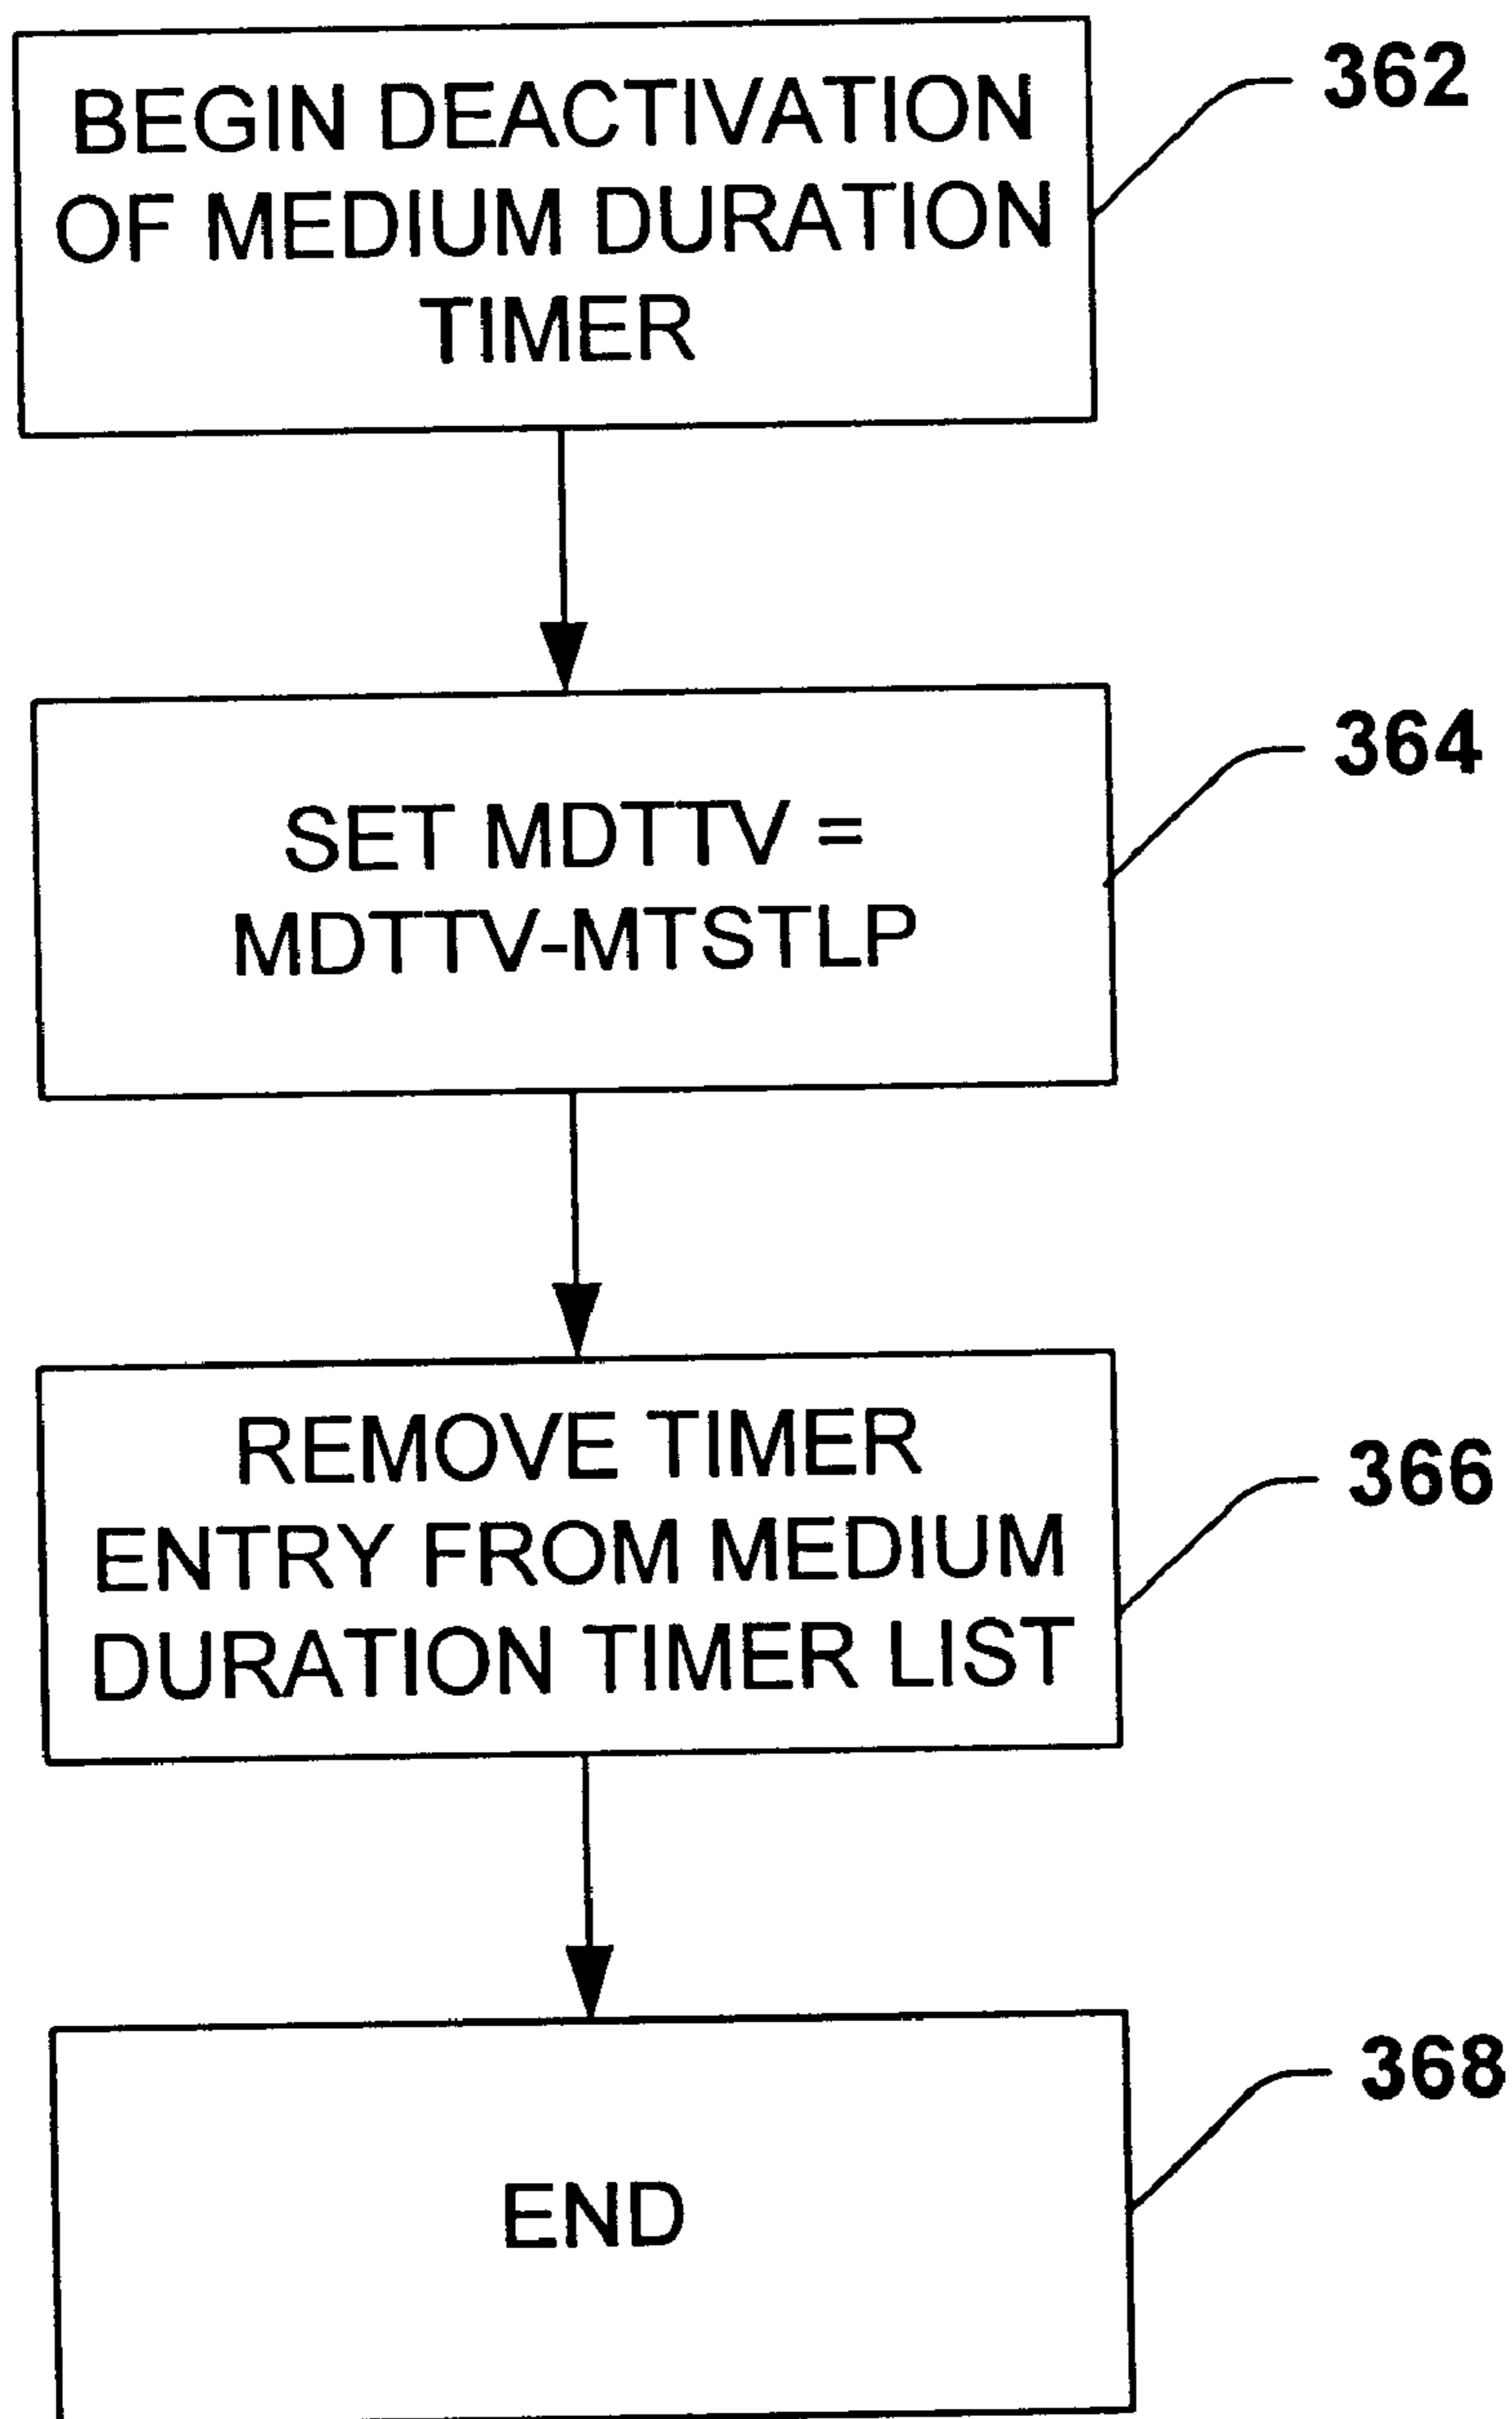 BEGIN DEACTIVATION
OF MEDIUM DURATION
TIMER
362
SET MDTTV =
MDTTV-MTSTLP
364
REMOVE TIMER
ENTRY FROM MEDIUM
DURATION TIMER LIST
366
END
368